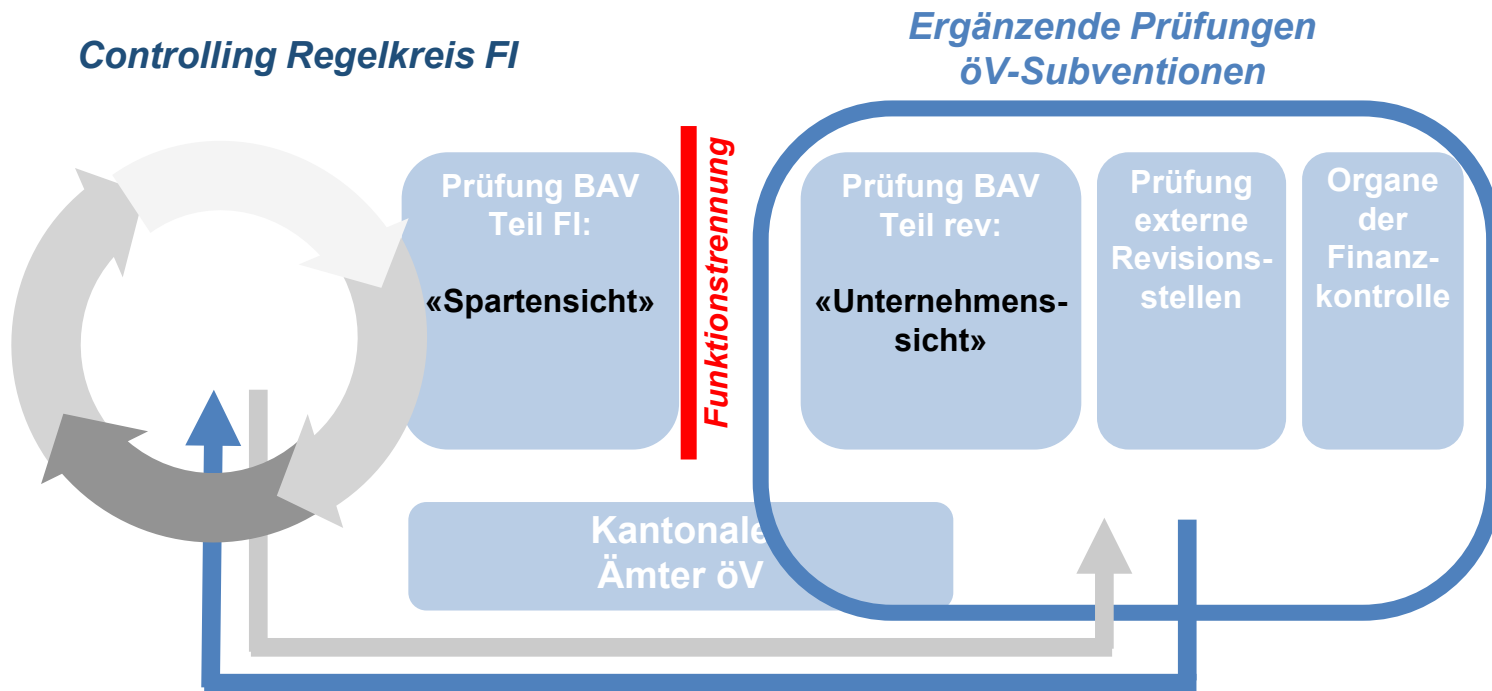 Controlling Regelkreis FI
Ergänzende Prüfungen
öV-Subventionen
Prüfung BAV
Teil FI:
«Spartensicht»
Funktionstrennung
Prüfung BAV
Teil rev:
«Unternehmens-
sicht»
Prüfung
externe
Revisions-
stellen
Organe
der
Finanz-
kontrolle
Kantonale
Ämter öV